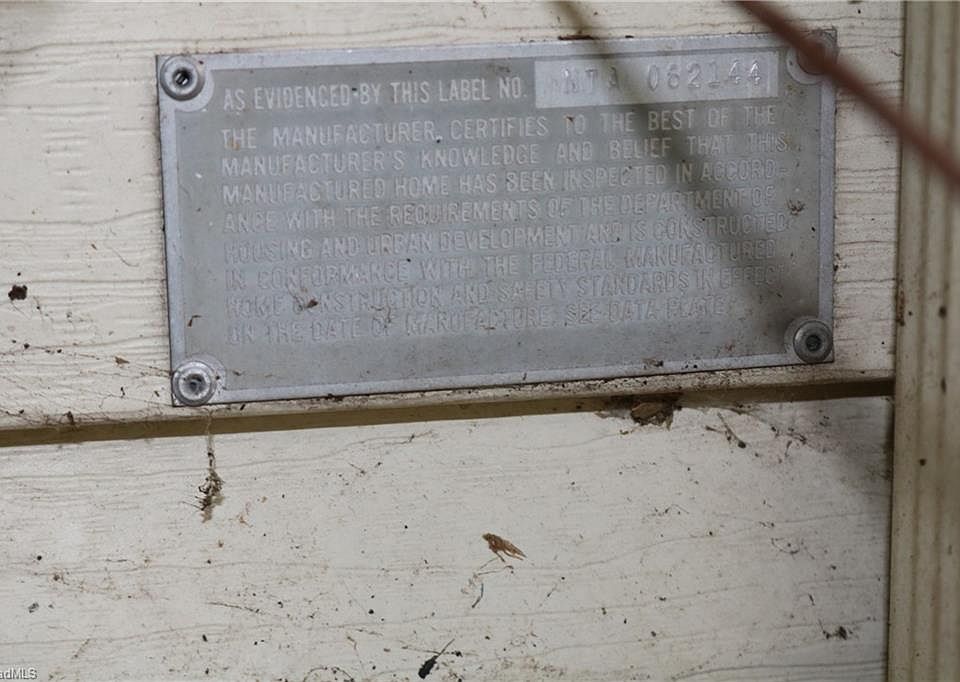 AS EVIDENCED BY THIS LABEL NO. NTA 062144
THE MANUFACTURER CERTIFIES TO THE BEST OF THE
MANUFACTURER'S KNOWLEDGE AND BELIEF THAT THIS
MANUFACTURED HOME HAS BEEN INSPECTED IN ACCORD-
ANCE WITH THE REQUIREMENTS OF THE DEPARTMENT OF
HOUSING AND URBAN DEVELOPMENT AND IS CONSTRUCTED
IN CONFORMANCE WITH THE FEDERAL MANUFACTURED
HOME CONSTRUCTION AND SAFETY STANDARDS IN EFFECT
ON THE DATE OF MANUFACTURE. SEE DATA PLATE
adMLS